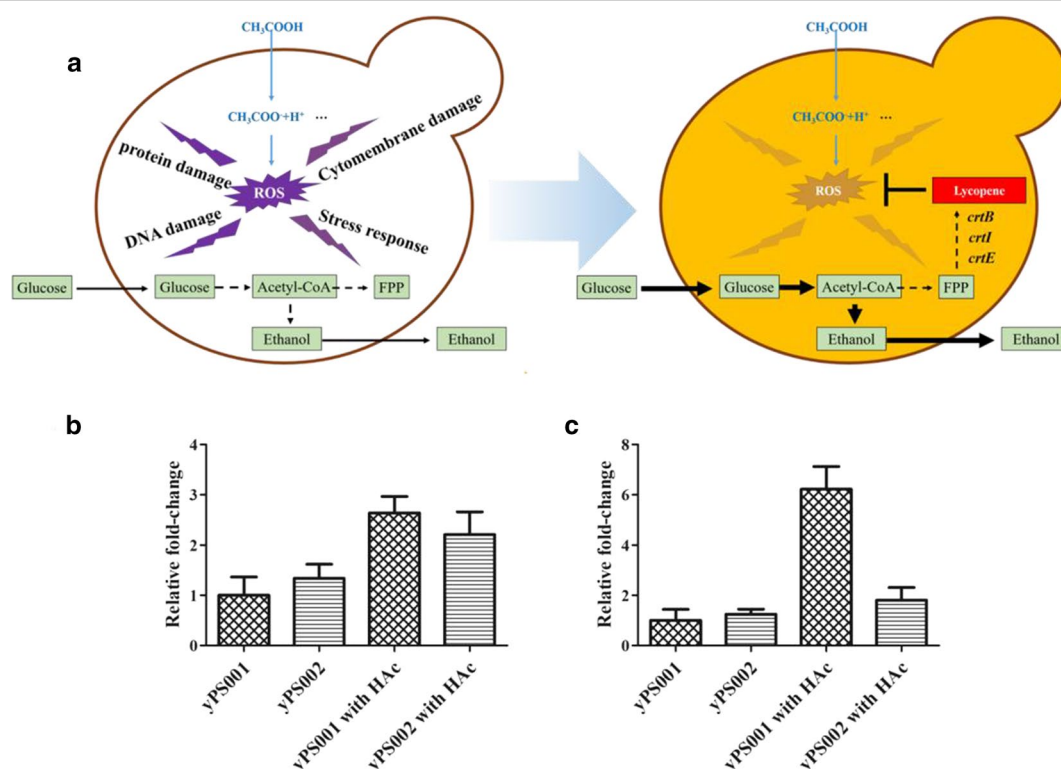 a
CH₃COOH
CH₃COO⁻+H⁺ ...
protein damage
Cytomembrane damage
ROS
DNA damage
Stress response
Glucose
Glucose
Acetyl-CoA
FPP
Ethanol
Ethanol
CH₃COOH
CH₃COO⁻+H⁺ ...
ROS
Lycopene
crtB
crtI
crtE
Glucose
Glucose
Acetyl-CoA
FPP
Ethanol
Ethanol
b
Relative fold-change
4
3
2
1
0
yPS001
yPS002
yPS001 with HAc
yPS002 with HAc
c
Relative fold-change
8
6
4
2
0
yPS001
yPS002
yPS001 with HAc
yPS002 with HAc